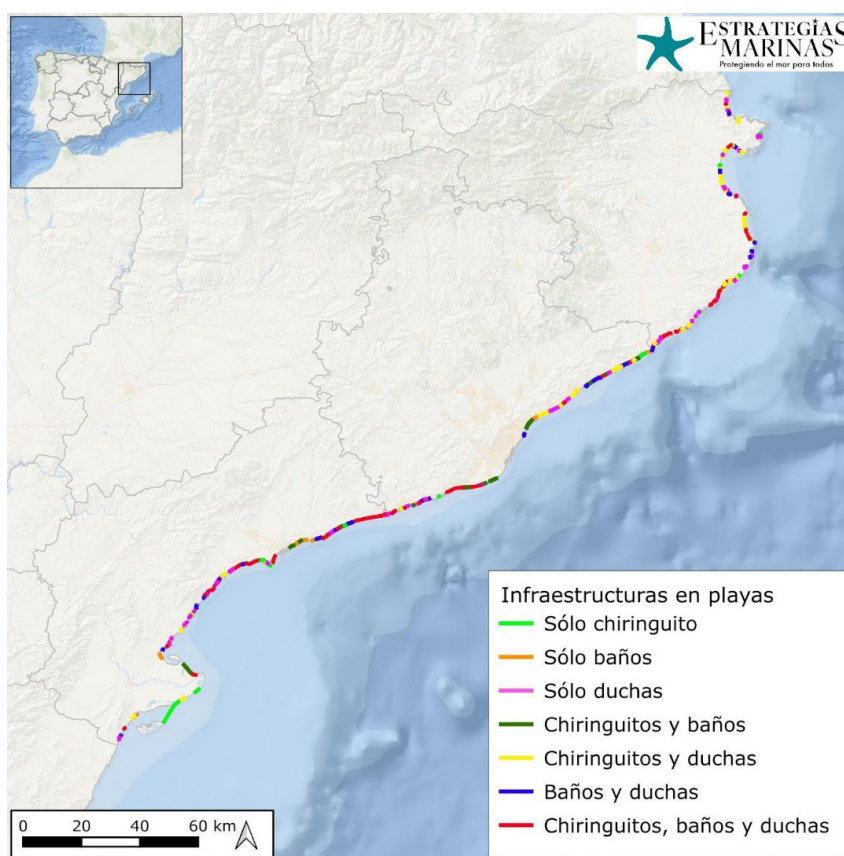 ESTRATEGIAS
MARINAS
Protegiendo el mar para todos
Infraestructuras en playas
Sólo chiringuito
Sólo baños
Sólo duchas
Chiringuitos y baños
Chiringuitos y duchas
Baños y duchas
Chiringuitos, baños y duchas
0 20 40 60 km